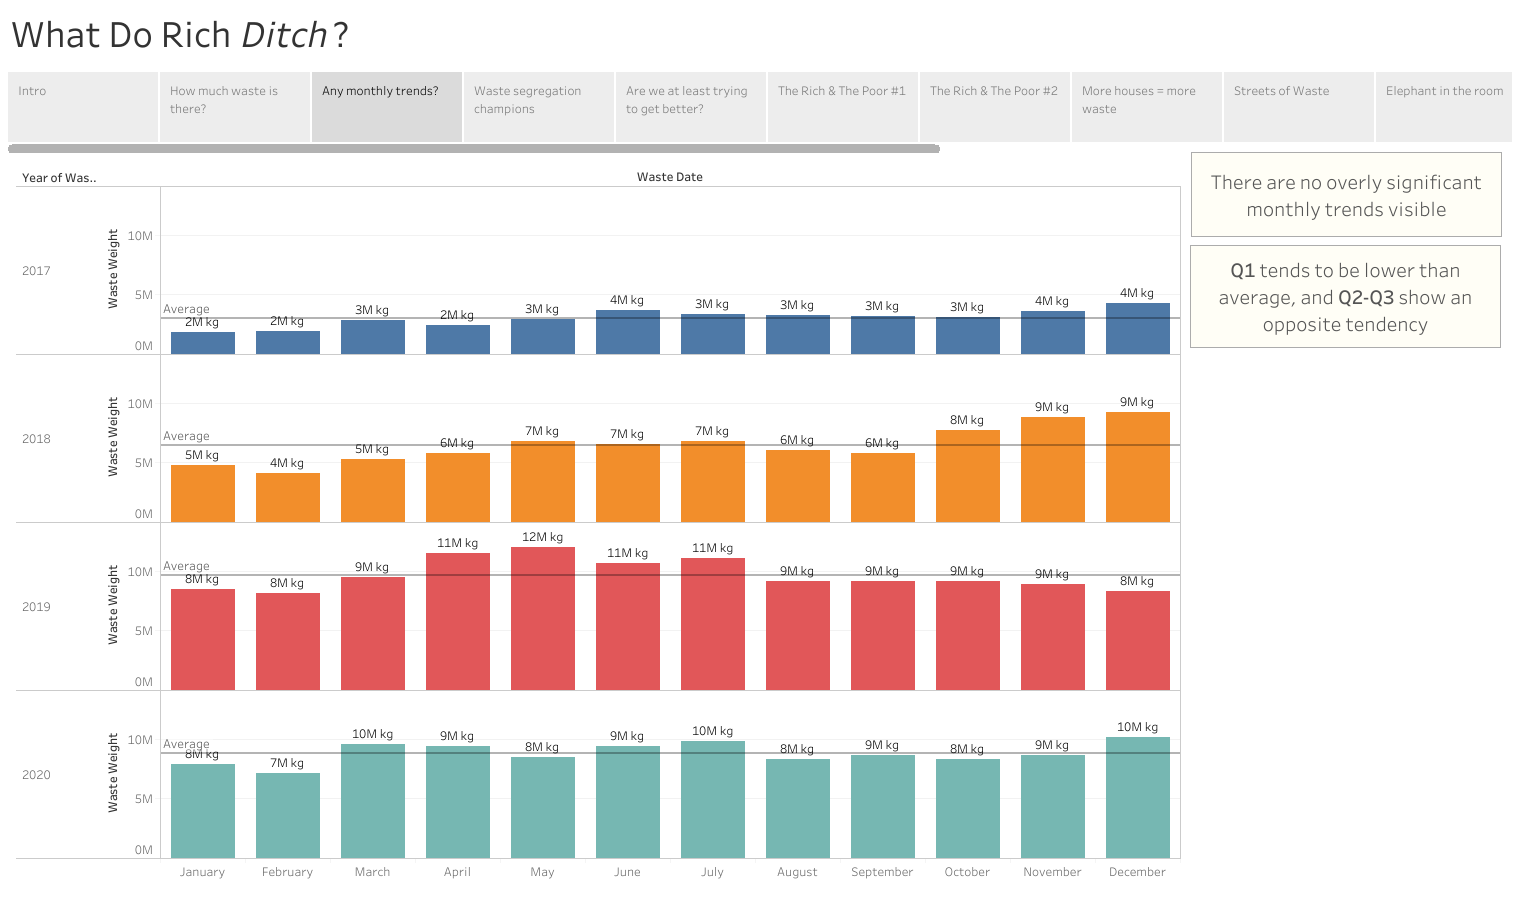 What Do Rich Ditch?
Intro
How much waste is
there?
Any monthly trends?
Waste segregation
champions
Are we at least trying
to get better?
The Rich & The Poor #1
The Rich & The Poor #2
More houses = more
waste
Streets of Waste
Elephant in the room
Year of Was..
Waste Date
There are no overly significant
monthly trends visible
Q1 tends to be lower than
average, and Q2-Q3 show an
opposite tendency
2017
Waste Weight
10M
5M
0M
Average
2M kg
2M kg
3M kg
2M kg
3M kg
4M kg
3M kg
3M kg
3M kg
3M kg
4M kg
4M kg
2018
Waste Weight
10M
5M
0M
Average
5M kg
4M kg
5M kg
6M kg
7M kg
7M kg
7M kg
6M kg
6M kg
8M kg
9M kg
9M kg
2019
Waste Weight
10M
5M
0M
Average
8M kg
8M kg
9M kg
11M kg
12M kg
11M kg
11M kg
9M kg
9M kg
9M kg
9M kg
8M kg
2020
Waste Weight
10M
5M
0M
Average
8M kg
7M kg
10M kg
9M kg
8M kg
9M kg
10M kg
8M kg
9M kg
8M kg
9M kg
10M kg
January
February
March
April
May
June
July
August
September
October
November
December